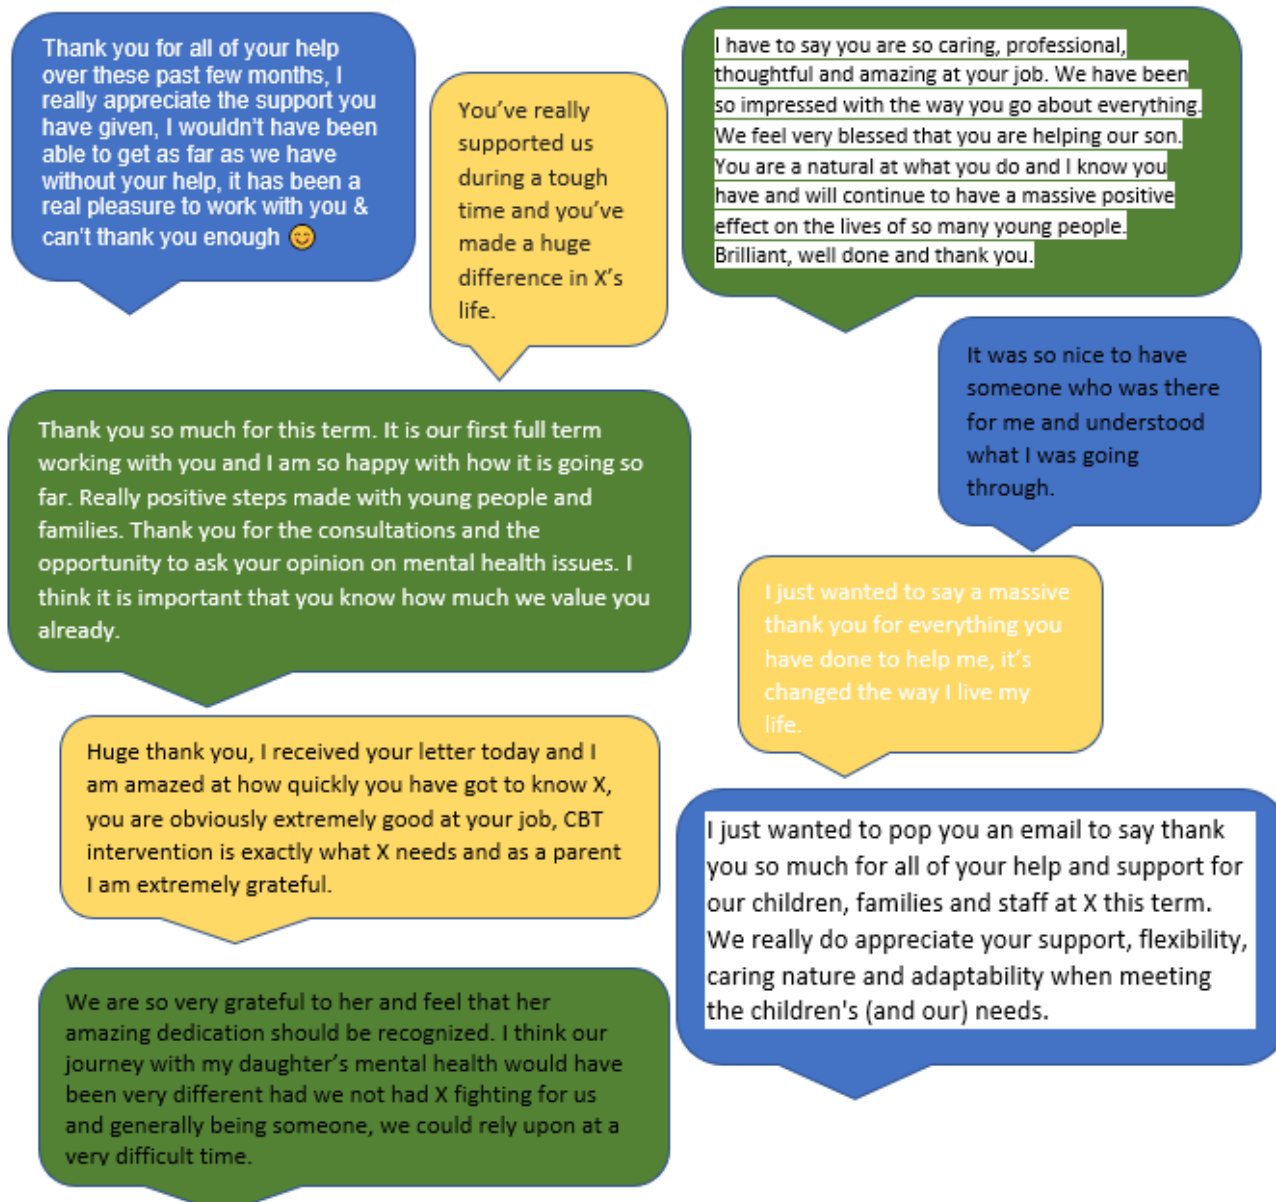 Thank you for all of your help
over these past few months, I
really appreciate the support you
have given, I wouldn't have been
able to get as far as we have
without your help, it has been a
real pleasure to work with you &
can't thank you enough 😊
You've really
supported us
during a tough
time and you've
made a huge
difference in X's
life.
I have to say you are so caring, professional,
thoughtful and amazing at your job. We have been
so impressed with the way you go about everything.
We feel very blessed that you are helping our son.
You are a natural at what you do and I know you
have and will continue to have a massive positive
effect on the lives of so many young people.
Brilliant, well done and thank you.
It was so nice to have
someone who was there
for me and understood
what I was going
through.
Thank you so much for this term. It is our first full term
working with you and I am so happy with how it is going so
far. Really positive steps made with young people and
families. Thank you for the consultations and the
opportunity to ask your opinion on mental health issues. I
think it is important that you know how much we value you
already.
I just wanted to say a massive
thank you for everything you
have done to help me, it's
changed the way I live my
life.
Huge thank you, I received your letter today and I
am amazed at how quickly you have got to know X,
you are obviously extremely good at your job, CBT
intervention is exactly what X needs and as a parent
I am extremely grateful.
I just wanted to pop you an email to say thank
you so much for all of your help and support for
our children, families and staff at X this term.
We really do appreciate your support, flexibility,
caring nature and adaptability when meeting
the children's (and our) needs.
We are so very grateful to her and feel that her
amazing dedication should be recognized. I think our
journey with my daughter's mental health would have
been very different had we not had X fighting for us
and generally being someone, we could rely upon at a
very difficult time.